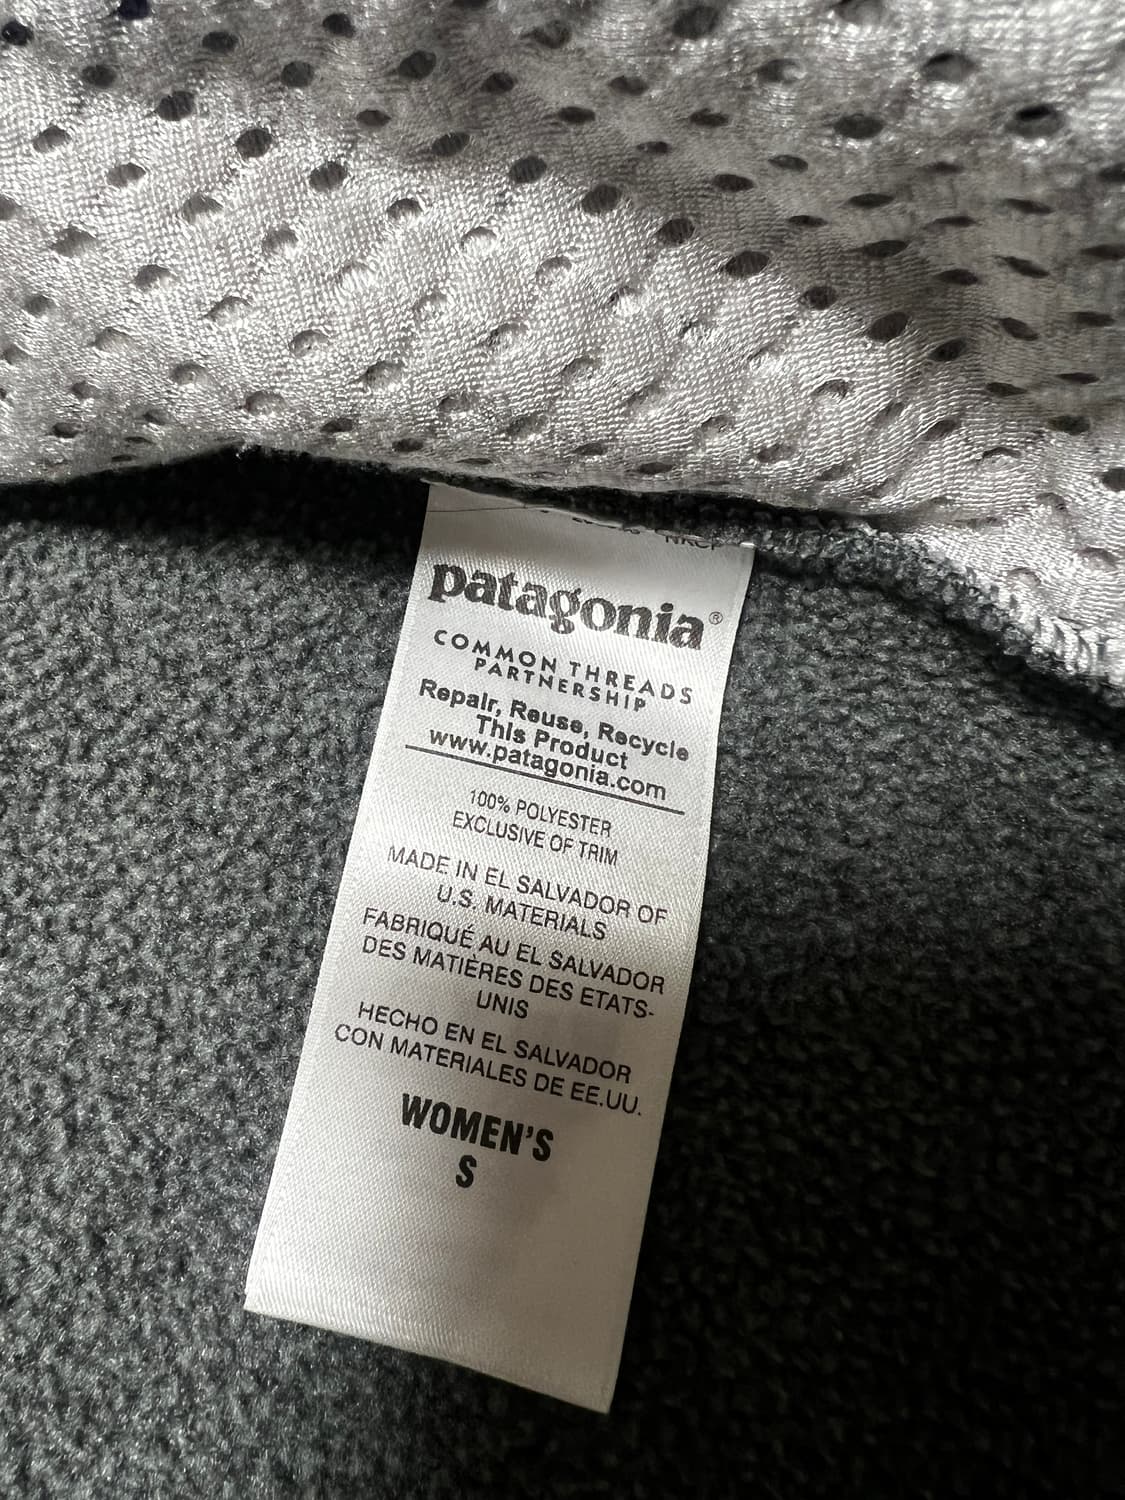 patagonia®
COMMON THREADS
PARTNERSHIP
Repair, Reuse, Recycle
This Product
www.patagonia.com
100% POLYESTER
EXCLUSIVE OF TRIM
MADE IN EL SALVADOR OF
U.S. MATERIALS
FABRIQUÉ AU EL SALVADOR
DES MATIÈRES DES ETATS-
UNIS
HECHO EN EL SALVADOR
CON MATERIALES DE EE.UU.
WOMEN'S
S